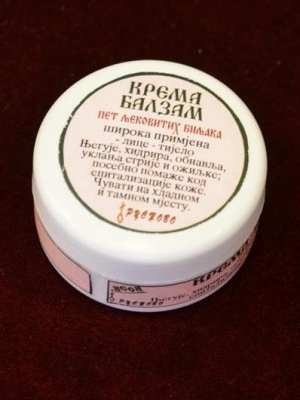 КРЕМА
БАЛЗАМ
ПЕТ ЉЕКОВИТИХ БИЉАКА
широка примјена
- лице - тијело
Његује, хидрира, обнавља,
уклања стрије и ожиљке;
посебно помаже код
спитализације коже.
Чувати на хладном
и тамном мјесту.